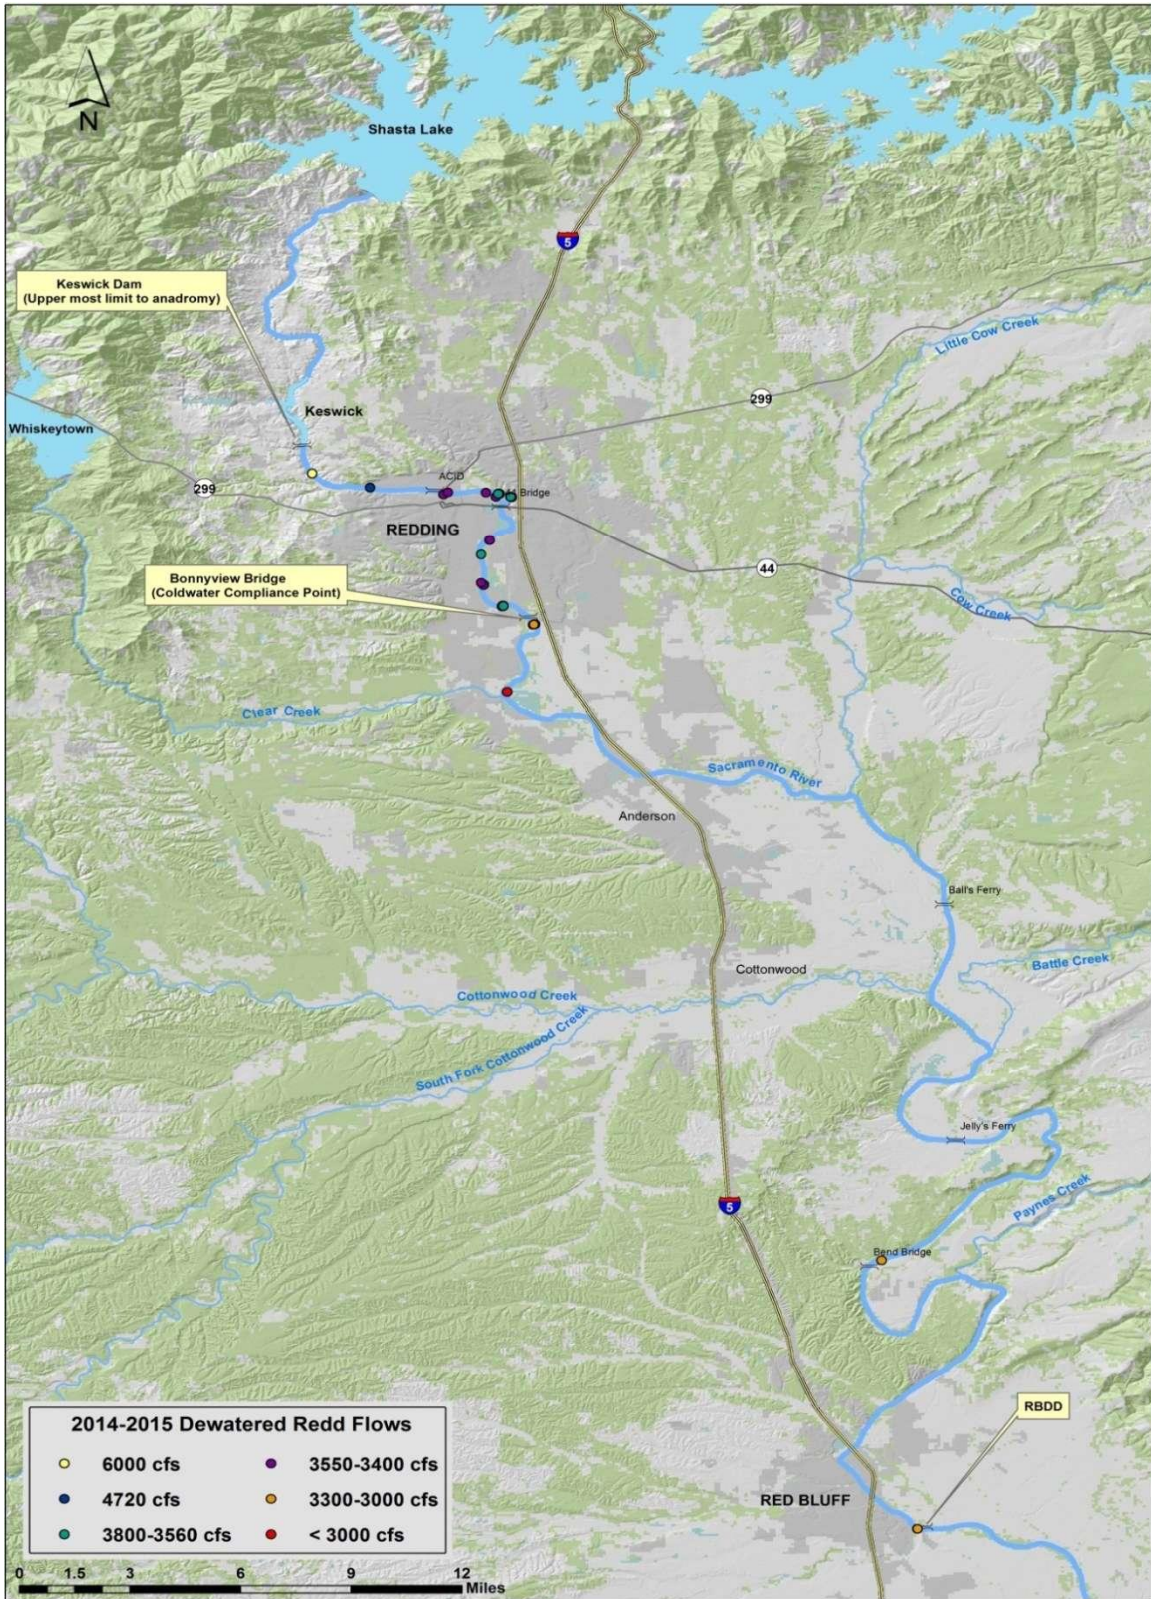 N
Shasta Lake
5
Keswick Dam
(Upper most limit to anadromy)
Little Cow Creek
299
Keswick
Whiskeytown
ACID
299
Bridge
REDDING
44
Bonnyview Bridge
(Coldwater Compliance Point)
Cow Creek
Clear Creek
Sacramento River
Anderson
Ball's Ferry
Battle Creek
Cottonwood
Cottonwood Creek
South Fork Cottonwood Creek
Jelly's Ferry
Paynes Creek
5
Bend Bridge
RBDD
2014-2015 Dewatered Redd Flows
6000 cfs
3550-3400 cfs
4720 cfs
3300-3000 cfs
3800-3560 cfs
< 3000 cfs
RED BLUFF
0 1.5 3 6 9 12
Miles